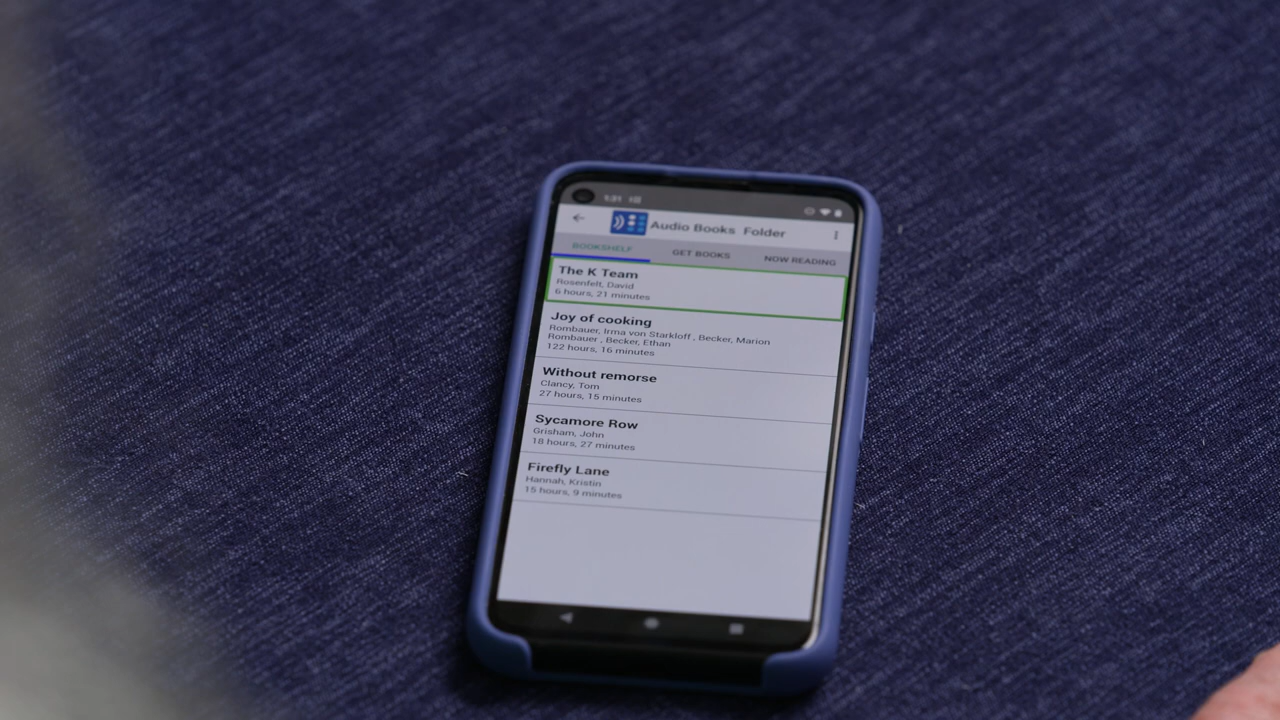 1:31
Audio Books Folder
BOOKSHELF
GET BOOKS
NOW READING
The K Team
Rosenfelt, David
6 hours, 21 minutes
Joy of cooking
Rombauer, Irma von Starkloff , Becker, Marion
Rombauer , Becker, Ethan
122 hours, 16 minutes
Without remorse
Clancy, Tom
27 hours, 15 minutes
Sycamore Row
Grisham, John
18 hours, 27 minutes
Firefly Lane
Hannah, Kristin
15 hours, 9 minutes